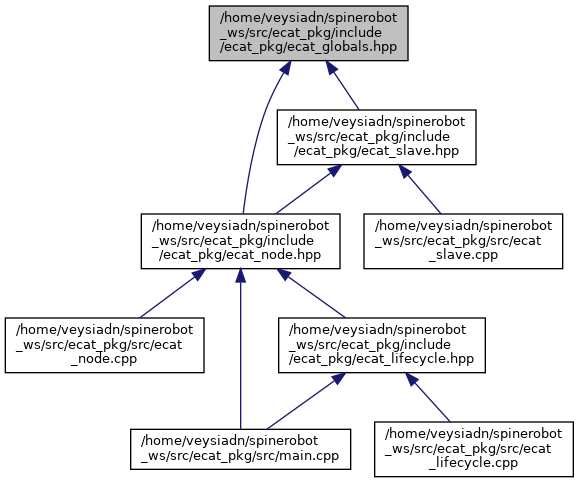 /home/veysiadn/spinerobot
_ws/src/ecat_pkg/include
/ecat_pkg/ecat_globals.hpp
/home/veysiadn/spinerobot
_ws/src/ecat_pkg/include
/ecat_pkg/ecat_slave.hpp
/home/veysiadn/spinerobot
_ws/src/ecat_pkg/include
/ecat_pkg/ecat_node.hpp
/home/veysiadn/spinerobot
_ws/src/ecat_pkg/src/ecat
_slave.cpp
/home/veysiadn/spinerobot
_ws/src/ecat_pkg/src/ecat
_node.cpp
/home/veysiadn/spinerobot
_ws/src/ecat_pkg/include
/ecat_pkg/ecat_lifecycle.hpp
/home/veysiadn/spinerobot
_ws/src/ecat_pkg/src/main.cpp
/home/veysiadn/spinerobot
_ws/src/ecat_pkg/src/ecat
_lifecycle.cpp